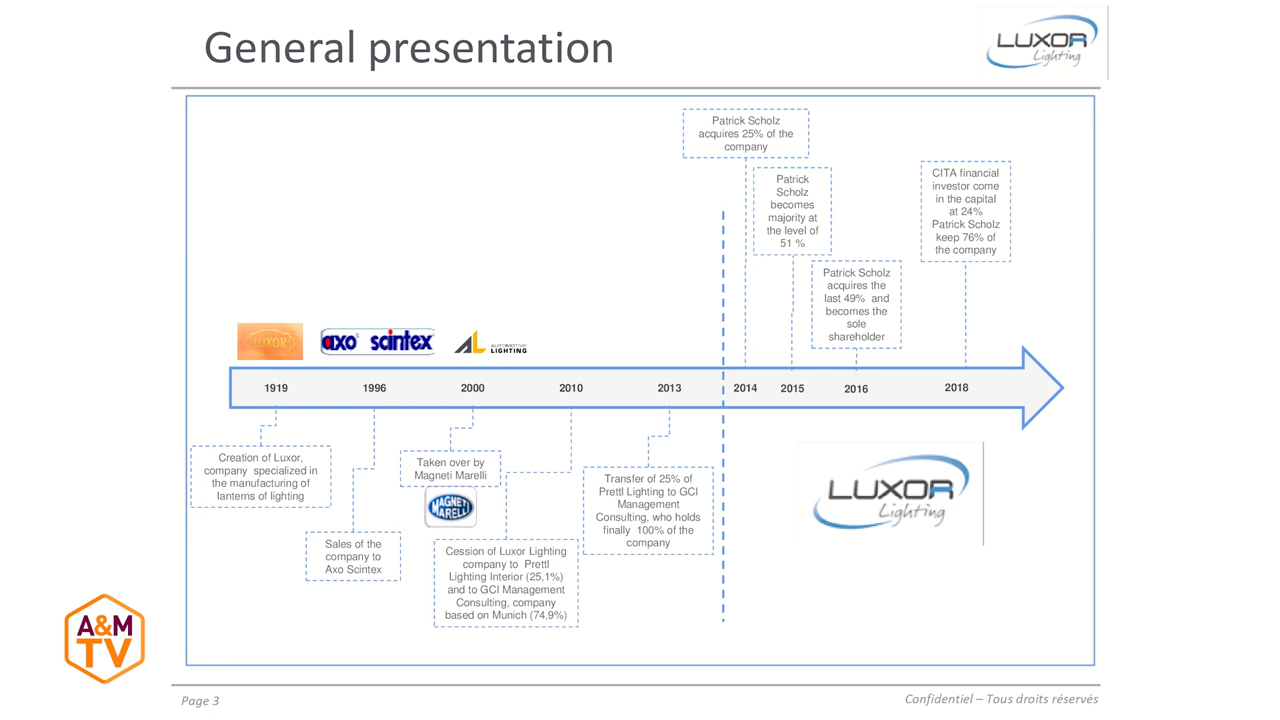 General presentation
LUXOR
Lighting
Patrick Scholz
acquires 25% of the
company
Patrick
Scholz
becomes
majority at
the level of
51 %
CITA financial
investor come
in the capital
at 24%
Patrick Scholz
keep 76% of
the company
Patrick Scholz
acquires the
last 49% and
becomes the
sole
shareholder
LUXOR
axo scintex
AL AUTOMOTIVE
LIGHTING
1919 1996 2000 2010 2013 2014 2015 2016 2018
Creation of Luxor,
company specialized in
the manufacturing of
lanterns of lighting
Sales of the
company to
Axo Scintex
Taken over by
Magneti Marelli
MAGNETI
MARELLI
Cession of Luxor Lighting
company to Prettl
Lighting Interior (25,1%)
and to GCI Management
Consulting, company
based on Munich (74,9%)
Transfer of 25% of
Prettl Lighting to GCI
Management
Consulting, who holds
finally 100% of the
company
LUXOR
Lighting
A&M
TV
Page 3
Confidentiel – Tous droits réservés